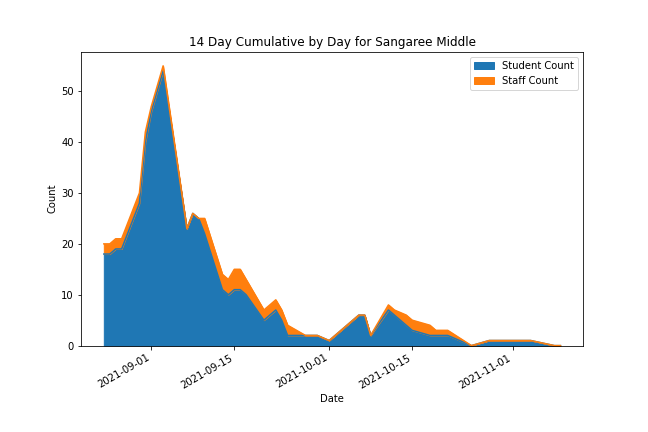 14 Day Cumulative by Day for Sangaree Middle
Student Count
Staff Count
Count
50
40
30
20
10
0
2021-09-01
2021-09-15
2021-10-01
2021-10-15
2021-11-01
Date